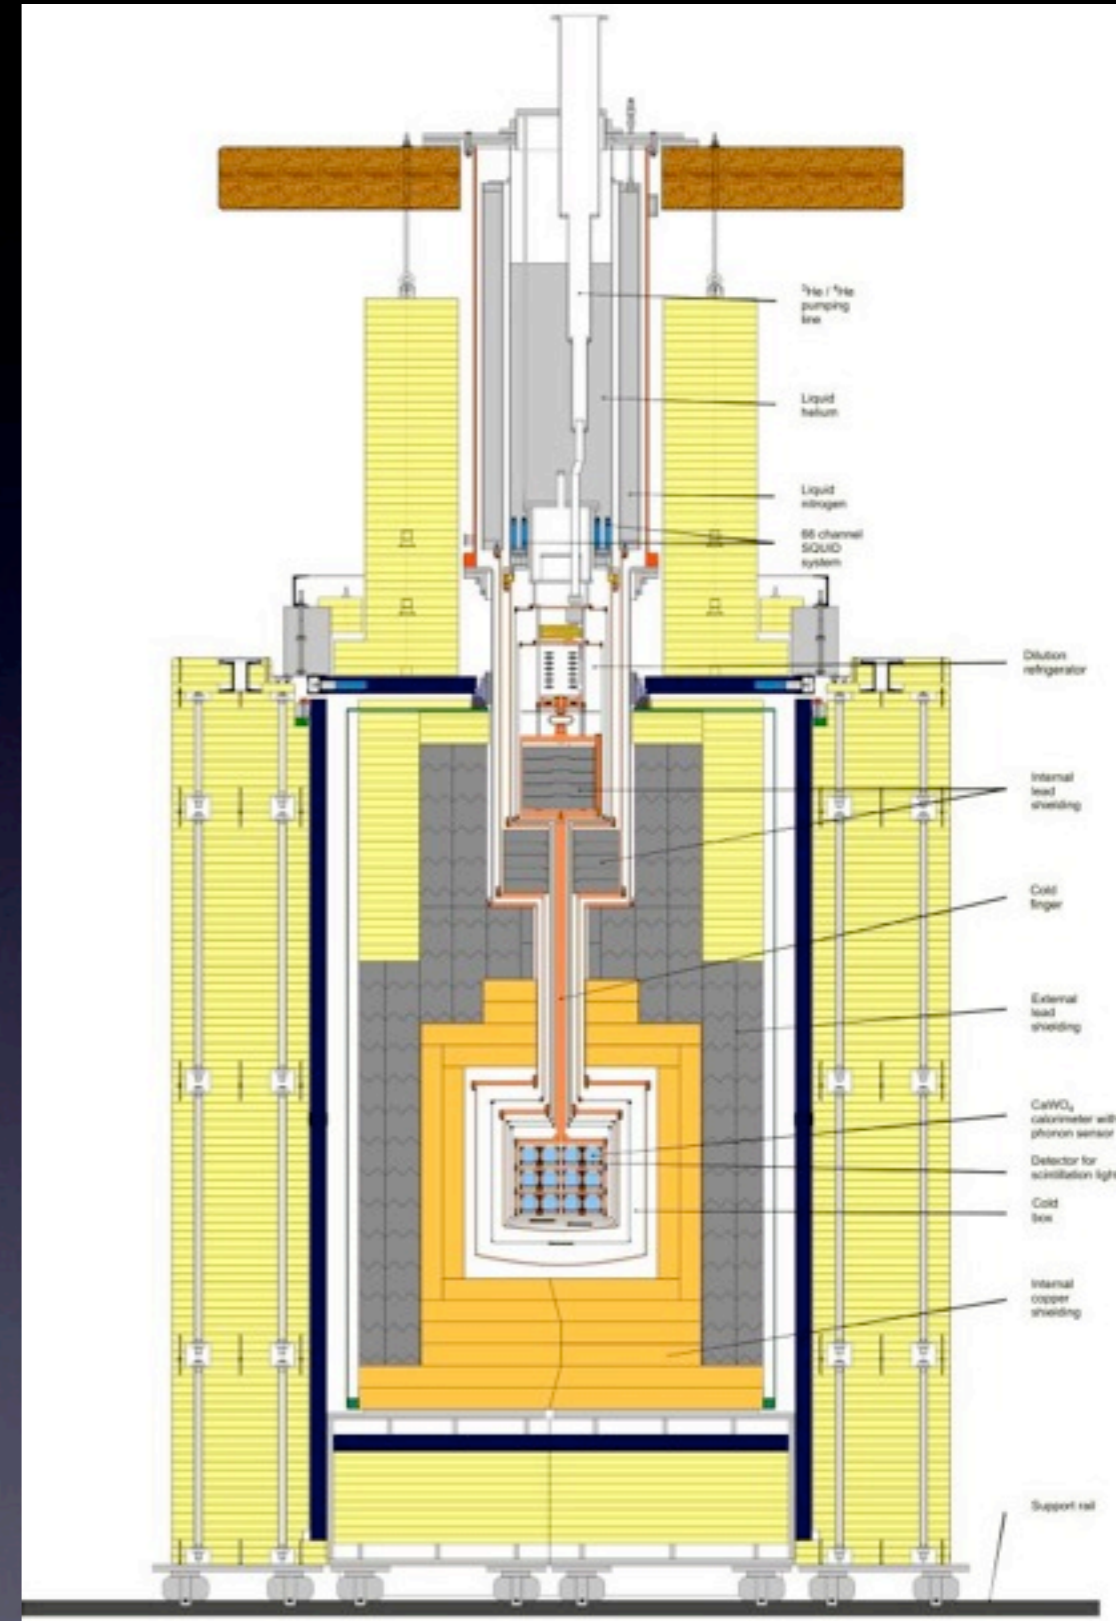 ³He / ⁴He
pumping
line
Liquid
helium
Liquid
nitrogen
66 channel
SQUID
system
Dilution
refrigerator
Internal
lead
shielding
Cold
finger
External
lead
shielding
CaWO₄
calorimeter with
phonon sensor
Detector for
scintillation light
Cold
box
Internal
copper
shielding
Support rail